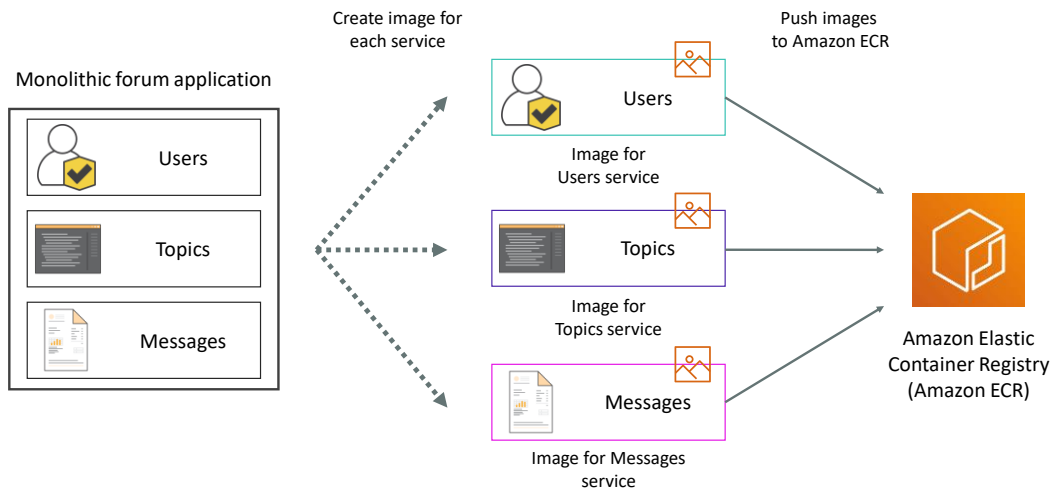 Create image for
each service
Push images
to Amazon ECR
Monolithic forum application
Users
Topics
Messages
Users
Image for
Users service
Topics
Image for
Topics service
Messages
Image for Messages
service
Amazon Elastic
Container Registry
(Amazon ECR)